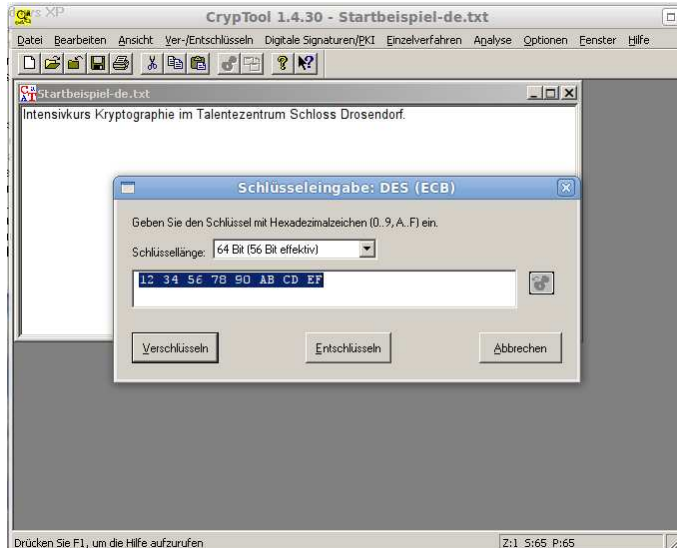 rs XP
CrypTool 1.4.30 - Startbeispiel-de.txt
Datei Bearbeiten Ansicht Ver-/Entschlüsseln Digitale Signaturen/PKI Einzelverfahren Analyse Optionen Fenster Hilfe
Startbeispiel-de.txt
Intensivkurs Kryptographie im Talentezentrum Schloss Drosendorf.
Schlüsseleingabe: DES (ECB)
Geben Sie den Schlüssel mit Hexadezimalzeichen (0..9, A..F) ein.
Schlüssellänge: 64 Bit (56 Bit effektiv)
12 34 56 78 90 AB CD EF
Verschlüsseln Entschlüsseln Abbrechen
Drücken Sie F1, um die Hilfe aufzurufen Z:1 S:65 P:65